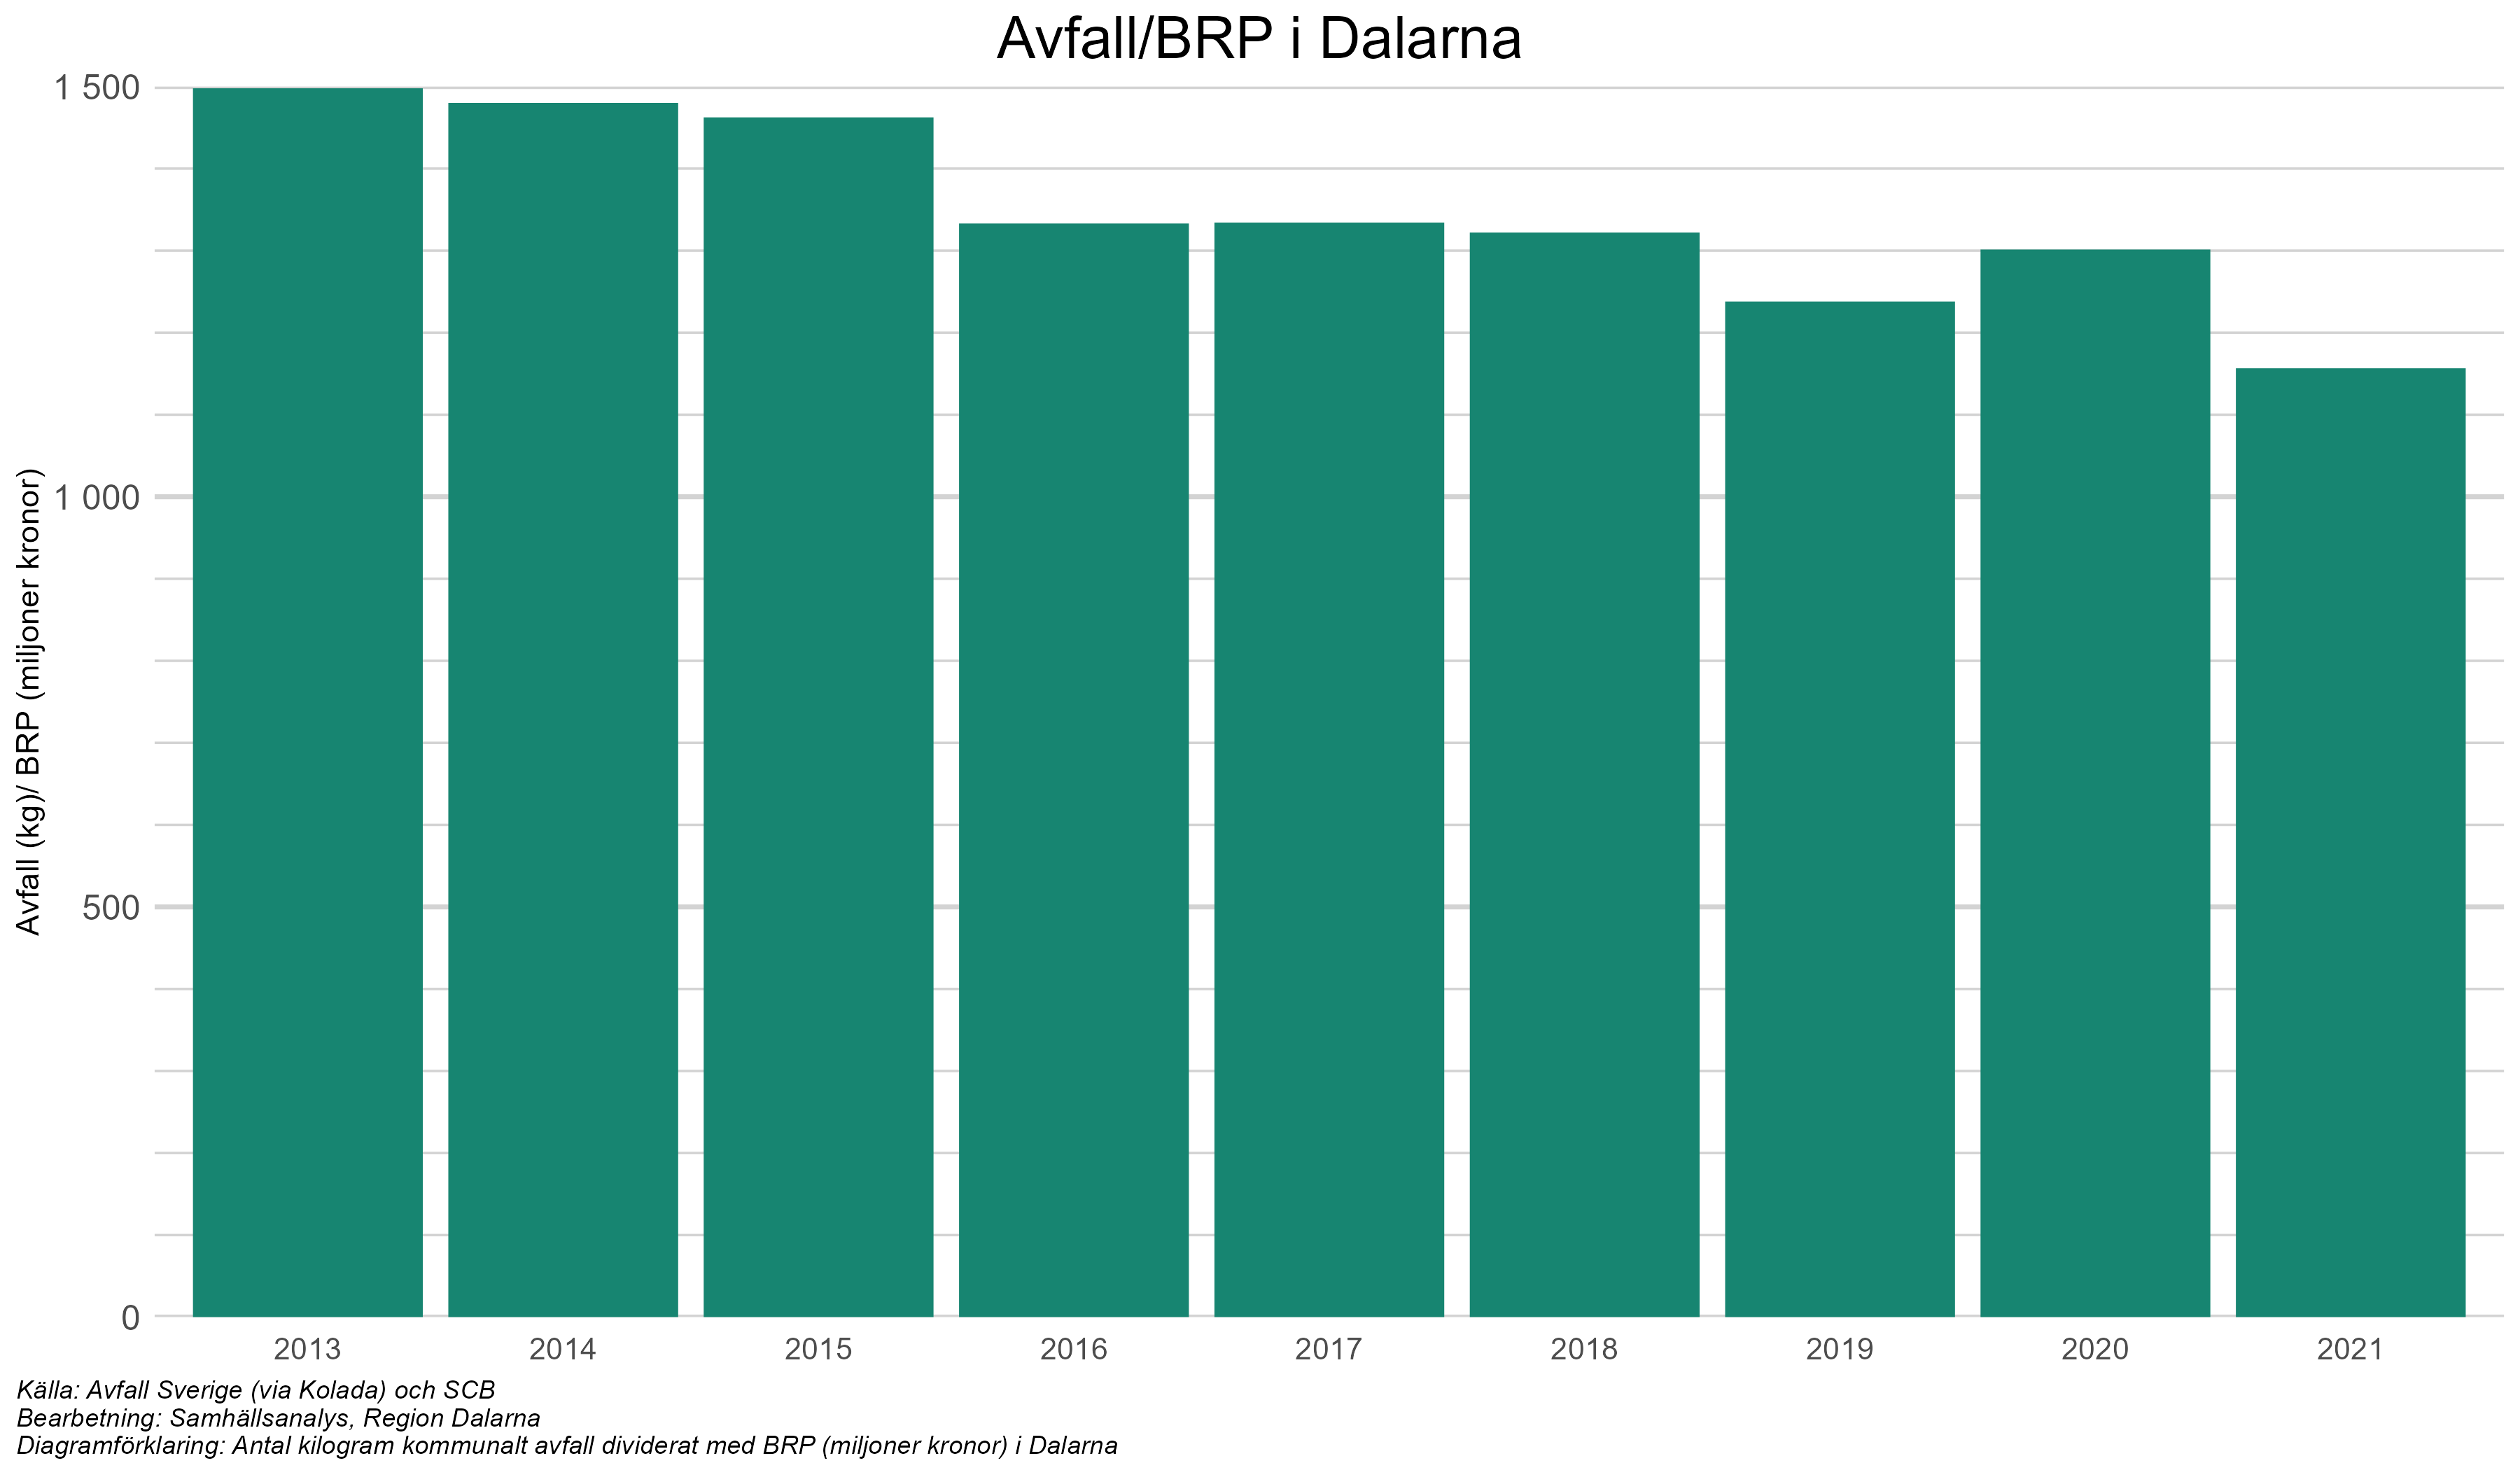 Avfall/BRP i Dalarna
Avfall (kg)/ BRP (miljoner kronor)
1 500
1 000
500
0
2013 2014 2015 2016 2017 2018 2019 2020 2021
Källa: Avfall Sverige (via Kolada) och SCB
Bearbetning: Samhällsanalys, Region Dalarna
Diagramförklaring: Antal kilogram kommunalt avfall dividerat med BRP (miljoner kronor) i Dalarna